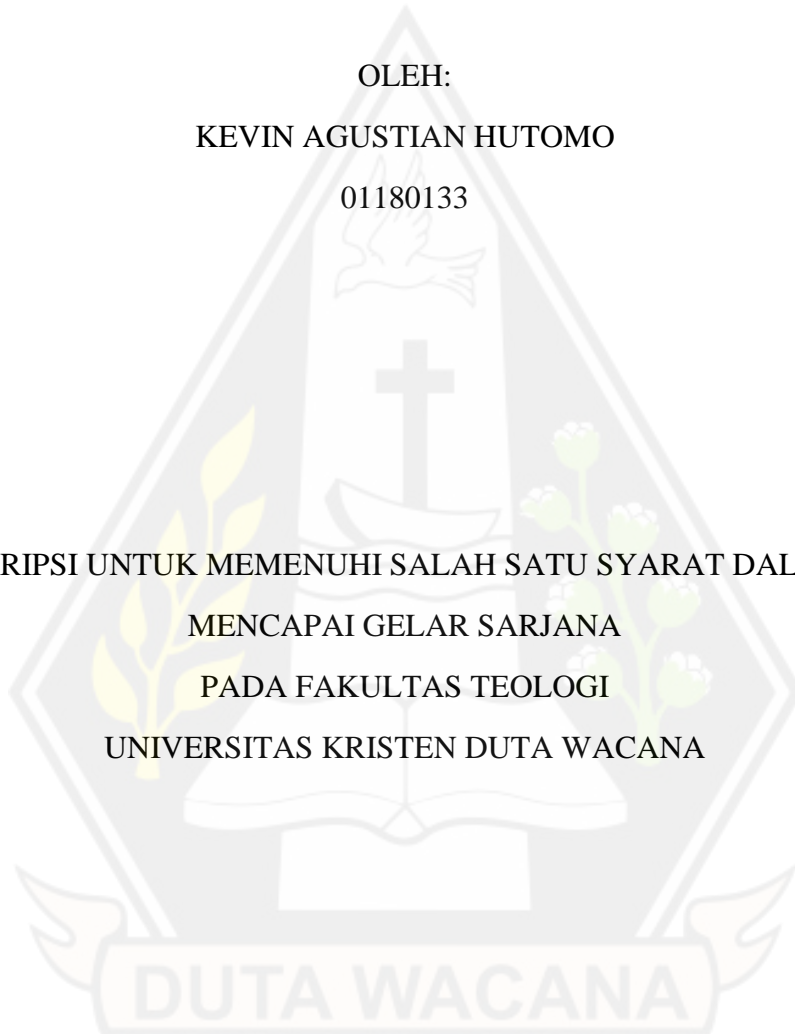 OLEH:
KEVIN AGUSTIAN HUTOMO
01180133
RIPSI UNTUK MEMENUHI SALAH SATU SYARAT DAL
MENCAPAI GELAR SARJANA
PADA FAKULTAS TEOLOGI
UNIVERSITAS KRISTEN DUTA WACANA
DUTA WACANA